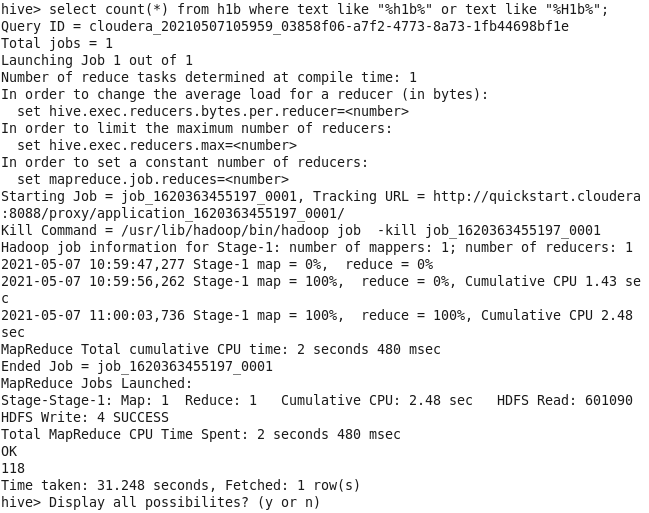 hive> select count(*) from h1b where text like "%h1b%" or text like "%H1b%";
Query ID = cloudera_20210507105959_03858f06-a7f2-4773-8a73-1fb44698bf1e
Total jobs = 1
Launching Job 1 out of 1
Number of reduce tasks determined at compile time: 1
In order to change the average load for a reducer (in bytes):
  set hive.exec.reducers.bytes.per.reducer=<number>
In order to limit the maximum number of reducers:
  set hive.exec.reducers.max=<number>
In order to set a constant number of reducers:
  set mapreduce.job.reduces=<number>
Starting Job = job_1620363455197_0001, Tracking URL = http://quickstart.cloudera
:8088/proxy/application_1620363455197_0001/
Kill Command = /usr/lib/hadoop/bin/hadoop job  -kill job_1620363455197_0001
Hadoop job information for Stage-1: number of mappers: 1; number of reducers: 1
2021-05-07 10:59:47,277 Stage-1 map = 0%,  reduce = 0%
2021-05-07 10:59:56,262 Stage-1 map = 100%,  reduce = 0%, Cumulative CPU 1.43 se
c
2021-05-07 11:00:03,736 Stage-1 map = 100%,  reduce = 100%, Cumulative CPU 2.48
sec
MapReduce Total cumulative CPU time: 2 seconds 480 msec
Ended Job = job_1620363455197_0001
MapReduce Jobs Launched:
Stage-Stage-1: Map: 1  Reduce: 1   Cumulative CPU: 2.48 sec   HDFS Read: 601090
HDFS Write: 4 SUCCESS
Total MapReduce CPU Time Spent: 2 seconds 480 msec
OK
118
Time taken: 31.248 seconds, Fetched: 1 row(s)
hive> Display all possibilites? (y or n)